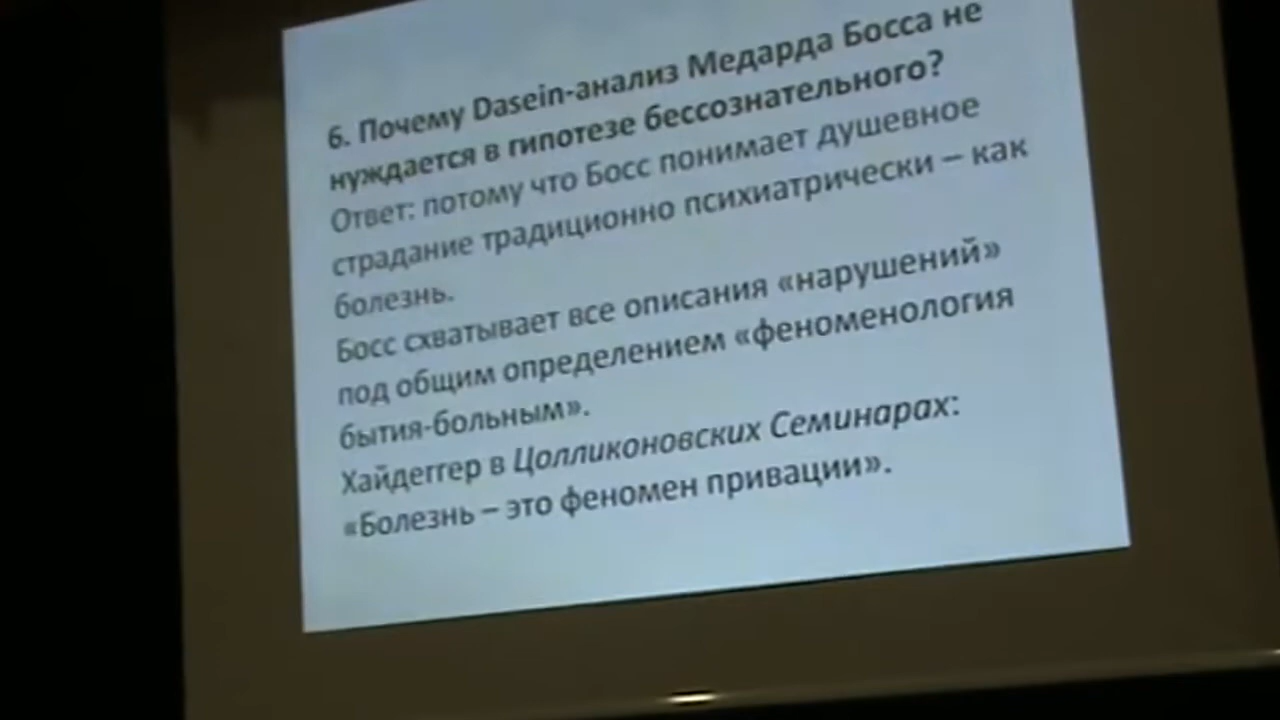 6. Почему Dasein-анализ Медарда Босса не
нуждается в гипотезе бессознательного?
Ответ: потому что Босс понимает душевное
страдание традиционно психиатрически – как
болезнь.
Босс схватывает все описания «нарушений»
под общим определением «феноменология
бытия-больным».
Хайдеггер в Цолликоновских Семинарах:
«Болезнь – это феномен привации».